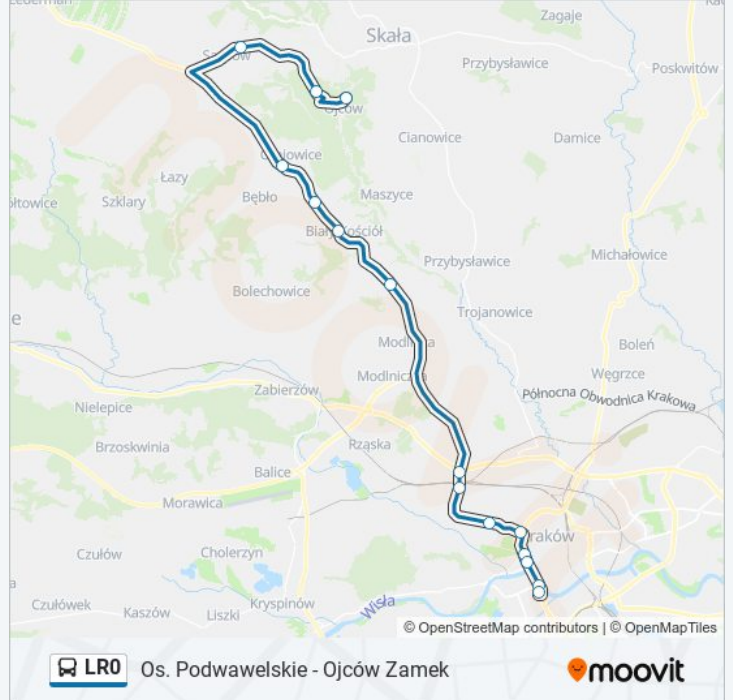 Skała
Zagaje
Przybysławice
Poskwitów
Ojców
Cianowice
Damice
Łazy
Szklary
Bębło
Maszyce
Biały Kościół
Przybysławice
Michałowice
Bolechowice
Trojanowice
Modlnica
Boleń
Modlniczka
Węgrzce
Zabierzów
Północna Obwodnica Krakowa
Nielepice
Brzoskwinia
Rząska
Balice
Morawica
Kraków
Czułów
Cholerzyn
Czułówek
Kaszów
Liszki
Kryspinów
Wisła
© OpenStreetMap contributors | © OpenMapTiles
LR0 Os. Podwawelskie - Ojców Zamek
moovit